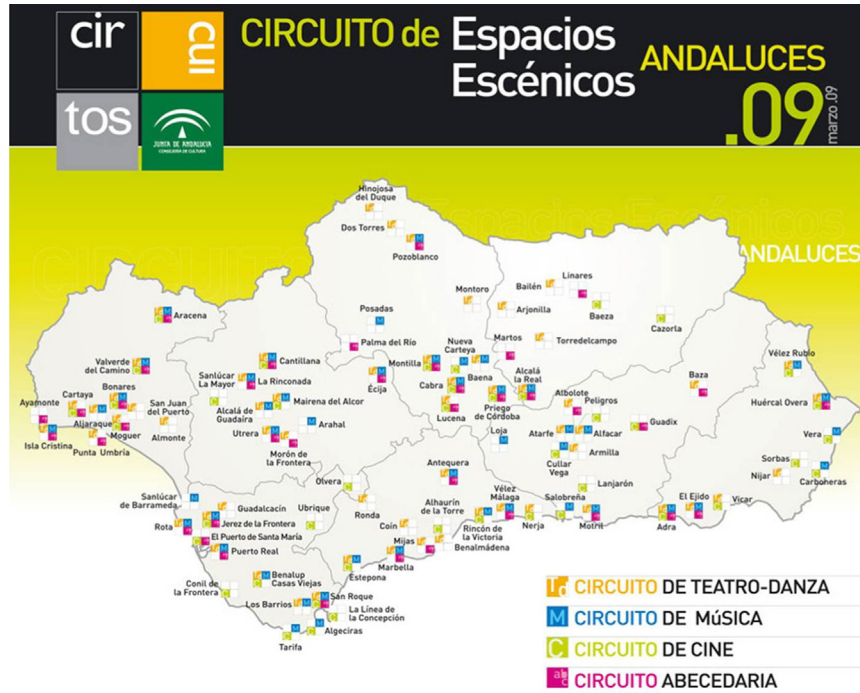 cir
cui
tos
JUNTA DE ANDALUCIA
CONSEJERÍA DE CULTURA
CIRCUITO de Espacios
Escénicos
ANDALUCES
.09
marzo.09
Espacios Escénicos
CIRCUITO
ANDALUCES
Hinojosa
del Duque
Dos Torres
Pozoblanco
Montoro
Bailén
Linares
Arjonilla
Baeza
Cazorla
Aracena
Posadas
Palma del Río
Martos
Torredelcampo
Nueva
Carteya
Valverde
del Camino
Cantillana
Montilla
Baena
Alcalá
la Real
Vélez Rubio
Sanlúcar
La Mayor
La Rinconada
Écija
Cabra
Baza
Ayamonte
Cartaya
Bonares
San Juan
del Puerto
Mairena del Alcor
Alcalá de
Guadaíra
Lucena
Priego
de Córdoba
Albolote
Peligros
Huércal Overa
Aljaraque
Moguer
Almonte
Arahal
Loja
Atarfe
Alfacar
Guadix
Isla Cristina
Punta Umbría
Utrera
Morón de
la Frontera
Armilla
Cullar
Vega
Vera
Sorbas
Níjar
Carboneras
Antequera
Olvera
Lanjarón
Sanlúcar
de Barrameda
Guadalcacín
Ubrique
Ronda
Alhaurín
de la Torre
Vélez
Málaga
Salobreña
El Ejido
Vicar
Rota
Jerez de la Frontera
Coín
Rincón de
la Victoria
Nerja
Motril
Adra
El Puerto de Santa María
Puerto Real
Mijas
Benalmádena
Marbella
Estepona
Conil de
la Frontera
Benalup
Casas Viejas
Los Barrios
San Roque
La Línea de
la Concepción
Algeciras
Tarifa
Td CIRCUITO DE TEATRO-DANZA
M CIRCUITO DE MúSICA
C CIRCUITO DE CINE
abc CIRCUITO ABECEDARIA